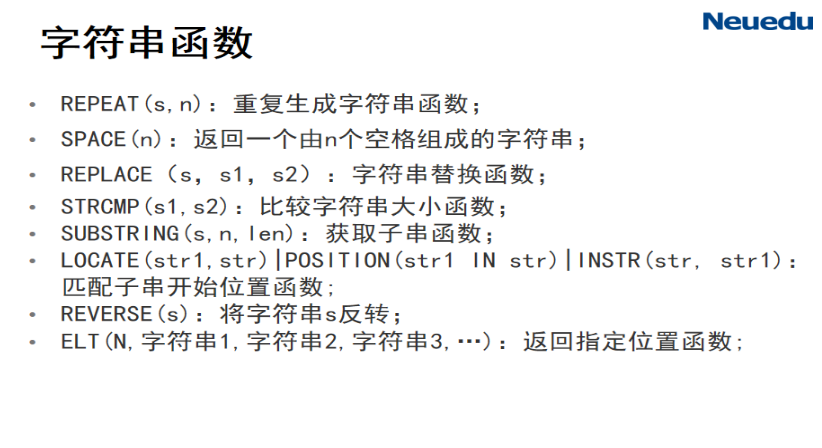 Neuedu
字符串函数
• REPEAT(s,n)：重复生成字符串函数；
• SPACE(n)：返回一个由n个空格组成的字符串；
• REPLACE（s，s1，s2）：字符串替换函数；
• STRCMP(s1,s2)：比较字符串大小函数；
• SUBSTRING(s,n,len)：获取子串函数；
• LOCATE(str1,str)|POSITION(str1 IN str)|INSTR(str, str1)：
匹配子串开始位置函数;
• REVERSE(s)：将字符串s反转；
• ELT(N,字符串1,字符串2,字符串3,…)：返回指定位置函数;